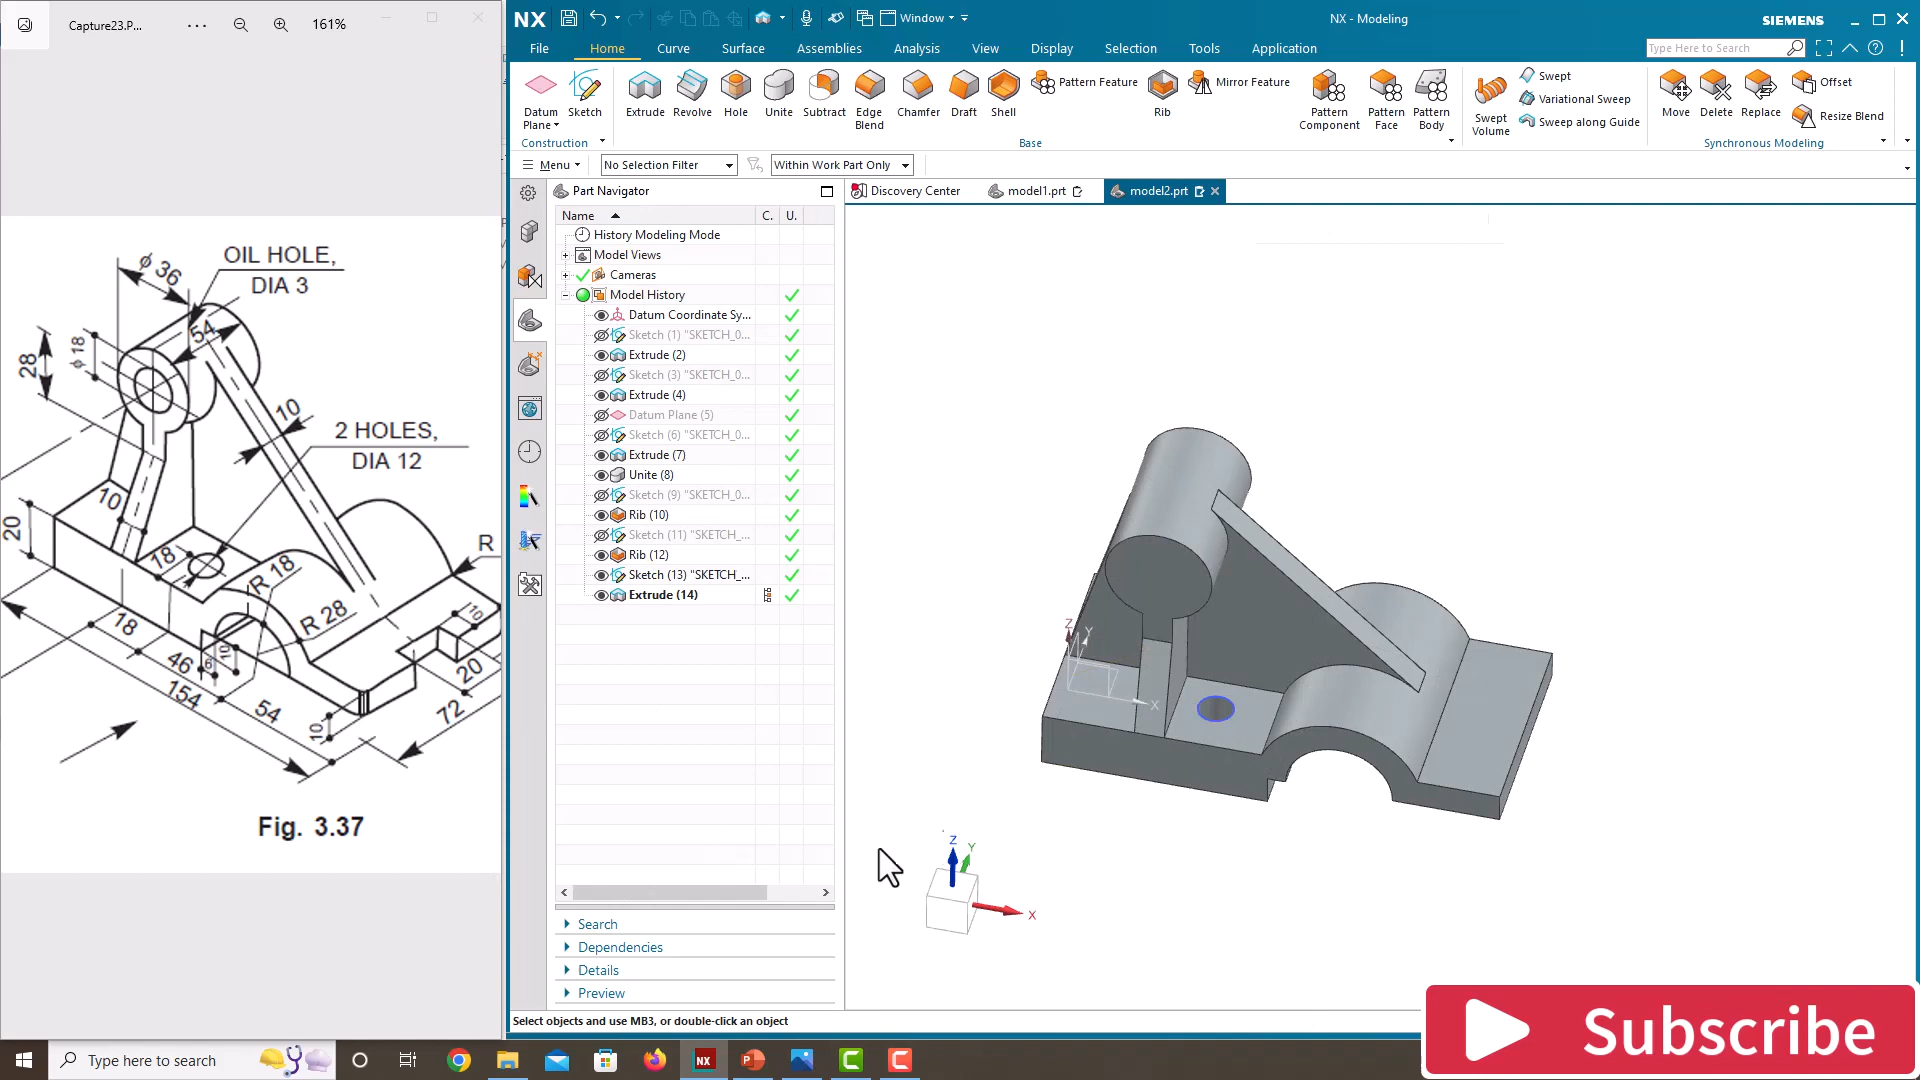 Capture23.P... ··· 161%
NX Window NX - Modeling SIEMENS
File Home Curve Surface Assemblies Analysis View Display Selection Tools Application Type Here to Search
Datum Plane Sketch Extrude Revolve Hole Unite Subtract Edge Blend Chamfer Draft Shell Pattern Feature Rib Mirror Feature Pattern Component Pattern Face Pattern Body Swept Volume Swept Variational Sweep Sweep along Guide Move Delete Replace Offset Resize Blend
Construction Base Synchronous Modeling
Menu No Selection Filter Within Work Part Only
Part Navigator
Discovery Center model1.prt model2.prt
Name C. U.
History Modeling Mode
Model Views
Cameras
Model History
Datum Coordinate Sy...
Sketch (1) "SKETCH_0...
Extrude (2)
Sketch (3) "SKETCH_0...
Extrude (4)
Datum Plane (5)
Sketch (6) "SKETCH_0...
Extrude (7)
Unite (8)
Sketch (9) "SKETCH_0...
Rib (10)
Sketch (11) "SKETCH_0...
Rib (12)
Sketch (13) "SKETCH_...
Extrude (14)
Search
Dependencies
Details
Preview
Select objects and use MB3, or double-click an object
OIL HOLE,
DIA 3
ϕ 36
54
28
ϕ 18
10
2 HOLES,
DIA 12
10
20
18
R
R 18
R 28
10
18
46
6
10
20
154
54
10
72
Fig. 3.37
Z
Y
X
Z
Y
X
Type here to search
NX
Subscribe